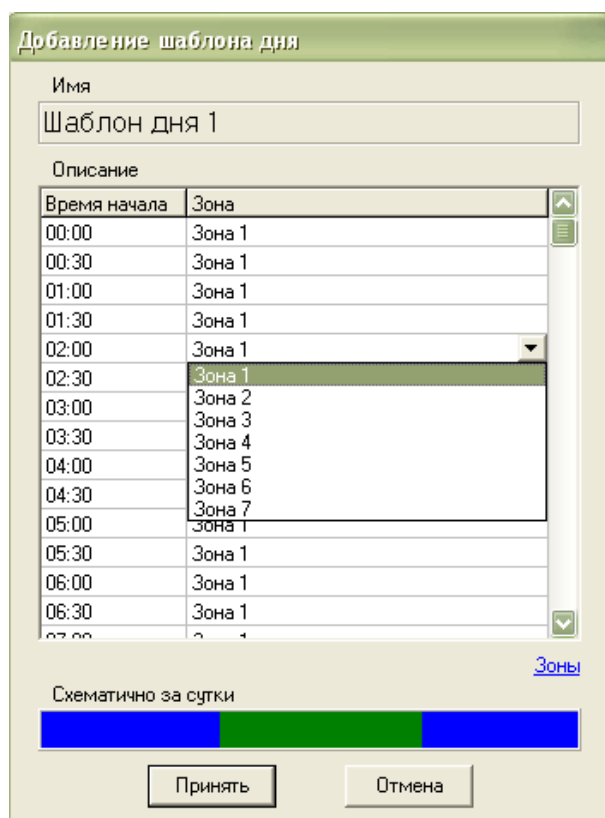 Добавление шаблона дня
Имя
Шаблон дня 1
Описание
Время начала Зона
00:00 Зона 1
00:30 Зона 1
01:00 Зона 1
01:30 Зона 1
02:00 Зона 1
02:30 Зона 1
Зона 2
03:00 Зона 3
03:30 Зона 4
04:00 Зона 5
04:30 Зона 6
Зона 7
05:00 Зона 1
05:30 Зона 1
06:00 Зона 1
06:30 Зона 1
Зоны
Схематично за сутки
Принять Отмена